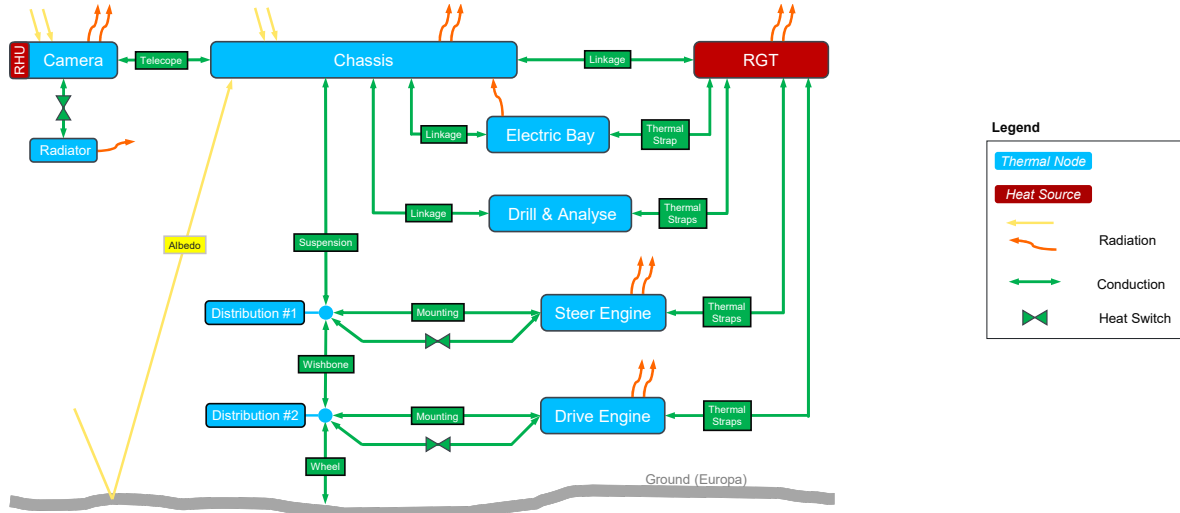 RHU
Camera
Telecope
Chassis
Linkage
RGT
Radiator
Linkage
Electric Bay
Thermal
Strap
Linkage
Drill & Analyse
Thermal
Straps
Albedo
Suspension
Distribution #1
Mounting
Steer Engine
Thermal
Straps
Wishbone
Distribution #2
Mounting
Drive Engine
Thermal
Straps
Wheel
Ground (Europa)
Legend
Thermal Node
Heat Source
Radiation
Conduction
Heat Switch